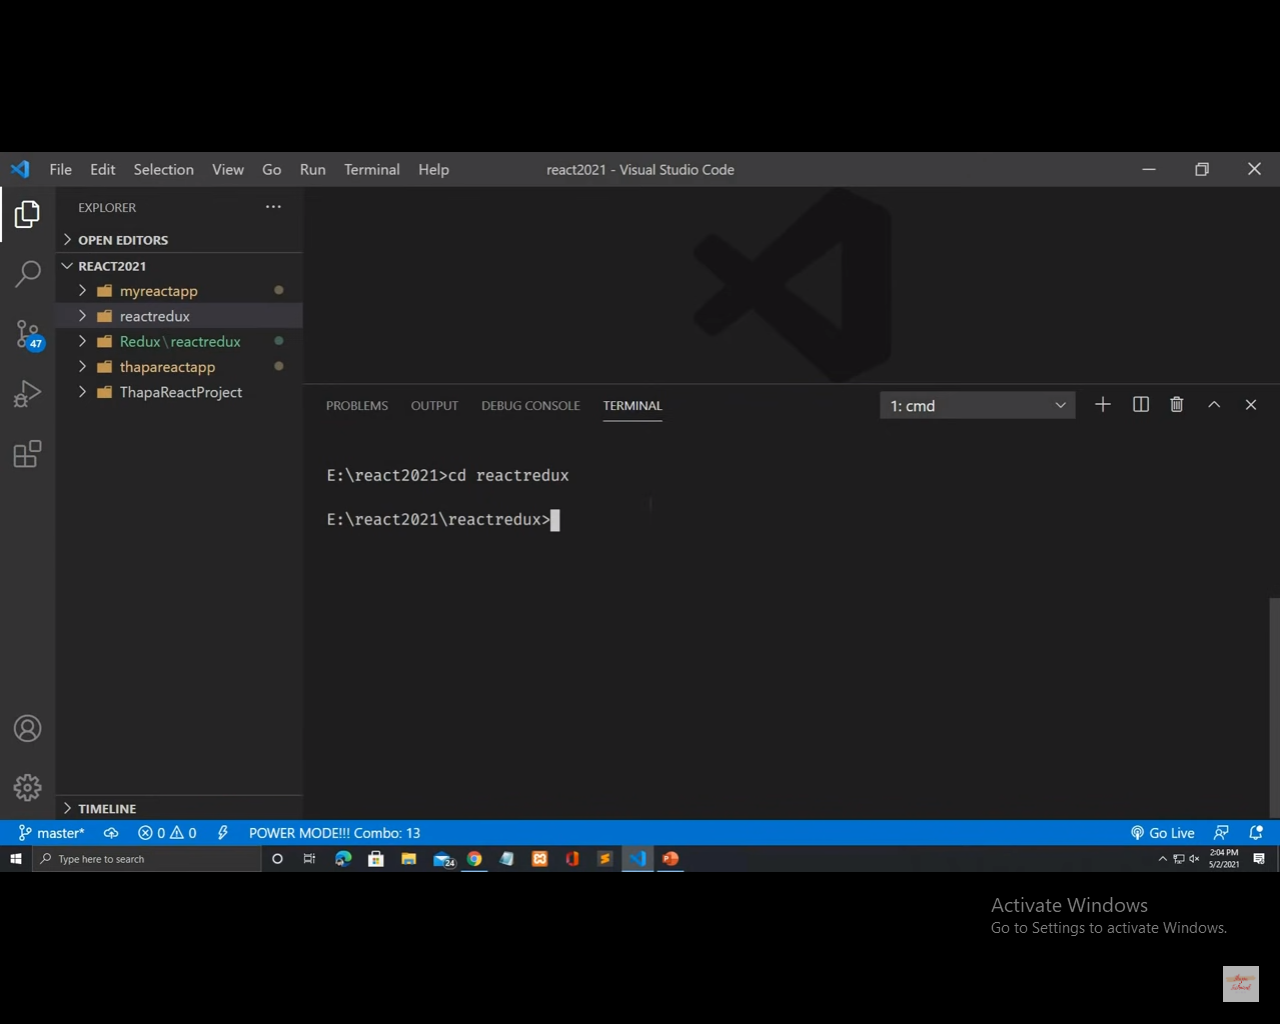 File Edit Selection View Go Run Terminal Help react2021 - Visual Studio Code
EXPLORER ···
OPEN EDITORS
REACT2021
myreactapp
reactredux
Redux\reactredux
thapareactapp
ThapaReactProject
47
PROBLEMS OUTPUT DEBUG CONSOLE TERMINAL 1: cmd
E:\react2021>cd reactredux
E:\react2021\reactredux>
TIMELINE
master* 0 0 POWER MODE!!! Combo: 13 Go Live
Type here to search 24 2:04 PM
5/2/2021
Activate Windows
Go to Settings to activate Windows.